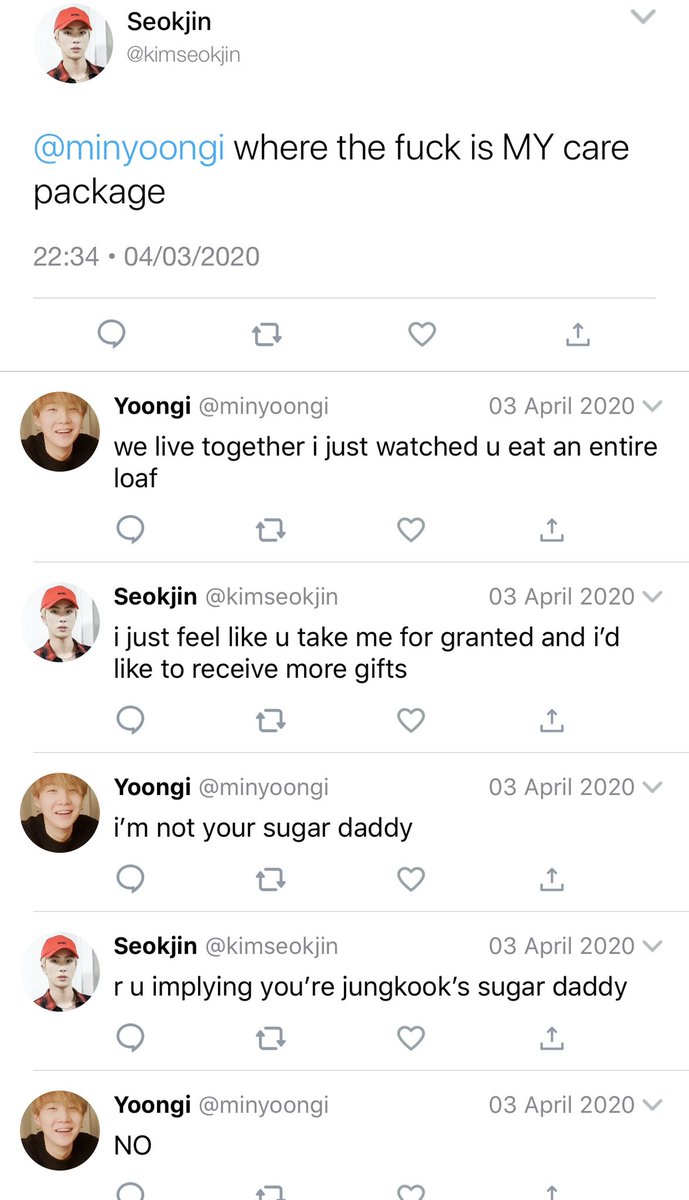 Seokjin
@kimseokjin
@minyoongi where the fuck is MY care
package
22:34 • 04/03/2020
Yoongi @minyoongi 03 April 2020
we live together i just watched u eat an entire
loaf
Seokjin @kimseokjin 03 April 2020
i just feel like u take me for granted and i’d
like to receive more gifts
Yoongi @minyoongi 03 April 2020
i’m not your sugar daddy
Seokjin @kimseokjin 03 April 2020
r u implying you’re jungkook’s sugar daddy
Yoongi @minyoongi 03 April 2020
NO